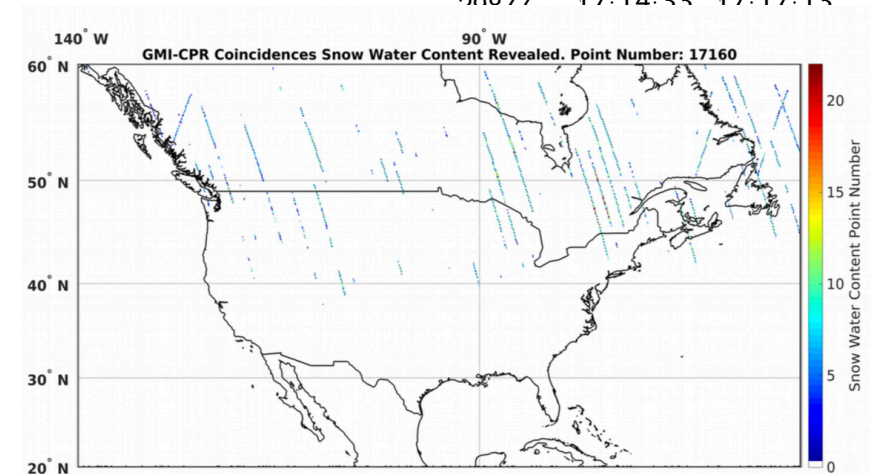 140° W 90° W
GMI-CPR Coincidences Snow Water Content Revealed. Point Number: 17160
60° N
50° N
40° N
30° N
20° N
20
15
10
5
0
Snow Water Content Point Number